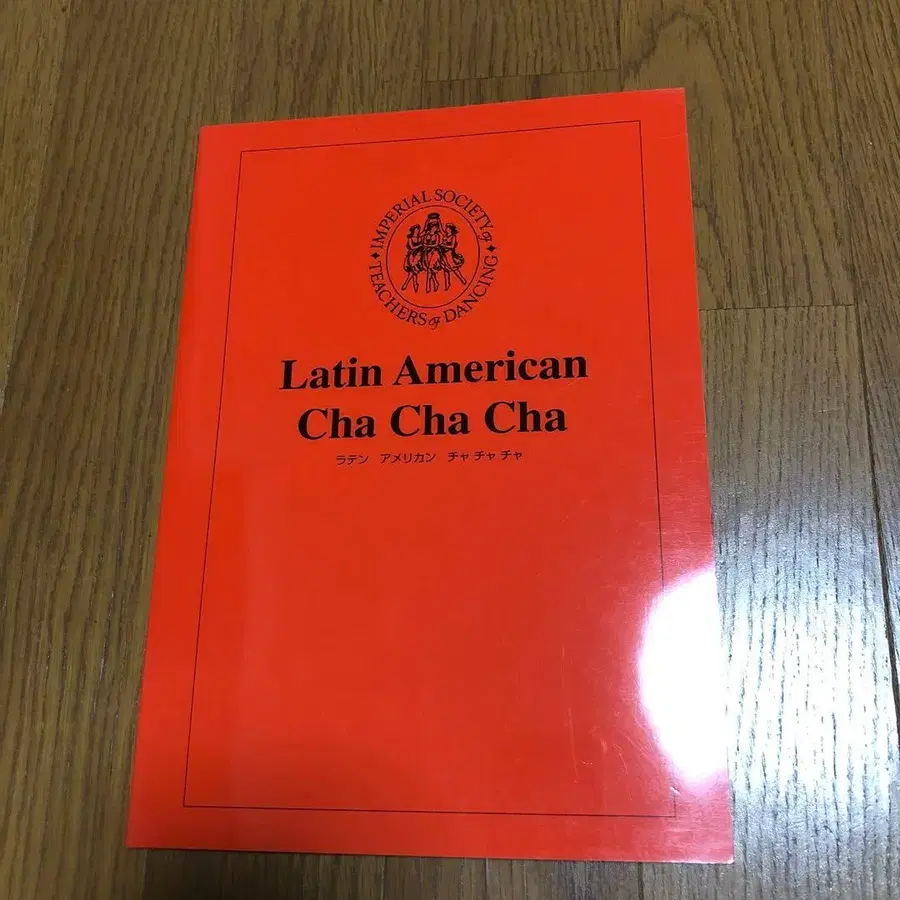 IMPERIAL SOCIETY of
TEACHERS of DANCING
Latin American
Cha Cha Cha
ラテン アメリカン チャ チャ チャ